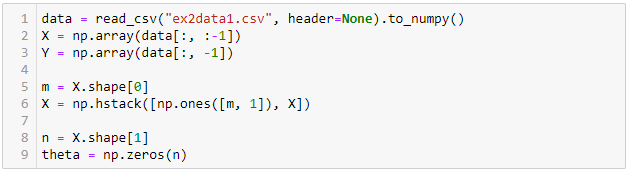 1 data = read_csv("ex2data1.csv", header=None).to_numpy()
2 X = np.array(data[:, :-1])
3 Y = np.array(data[:, -1])
4
5 m = X.shape[0]
6 X = np.hstack([np.ones([m, 1]), X])
7
8 n = X.shape[1]
9 theta = np.zeros(n)